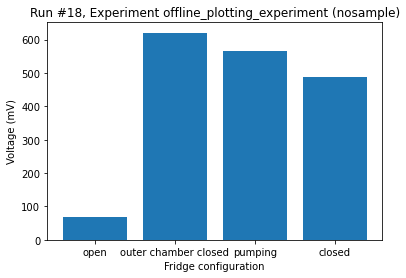 Run #18, Experiment offline_plotting_experiment (nosample)
600
500
400
300
200
100
0
Voltage (mV)
open outer chamber closed pumping closed
Fridge configuration